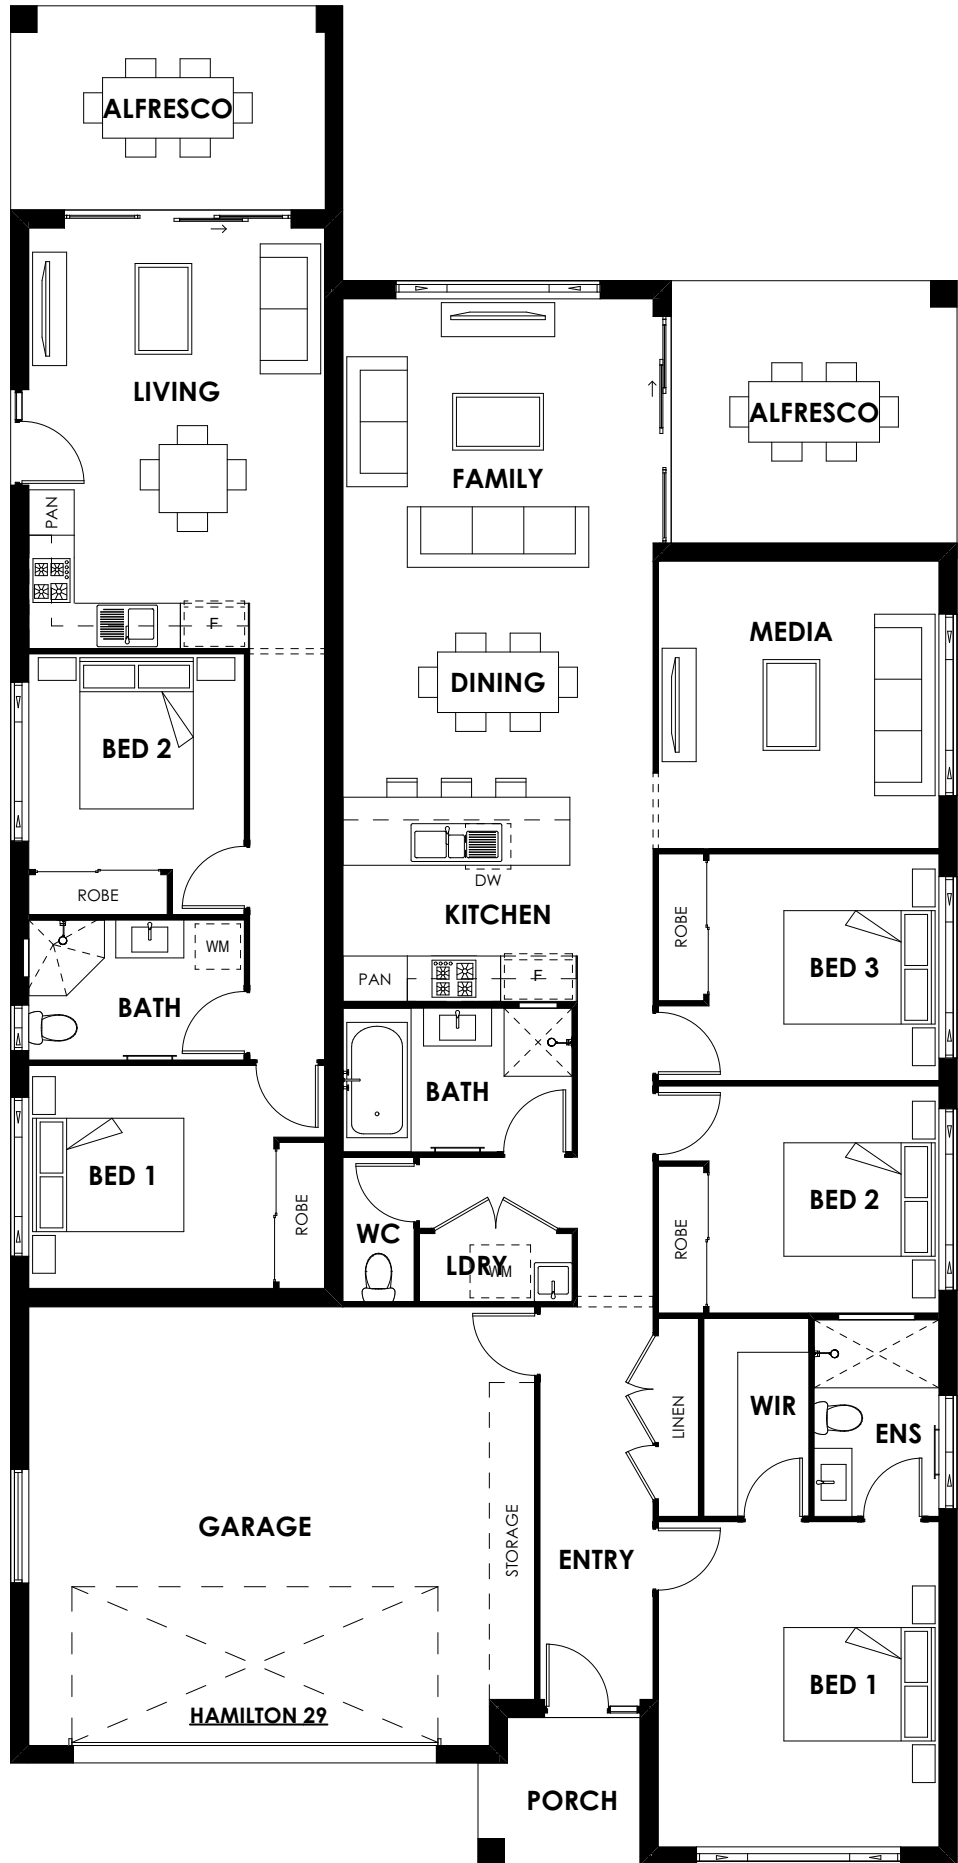 ALFRESCO
LIVING
ALFRESCO
FAMILY
PAN
F
MEDIA
DINING
BED 2
DW
ROBE
KITCHEN
ROBE
BED 3
WM
PAN
F
BATH
BATH
BED 1
ROBE
WC
LDRY
WM
ROBE
BED 2
LINEN
WIR
ENS
GARAGE
STORAGE
ENTRY
BED 1
HAMILTON 29
PORCH